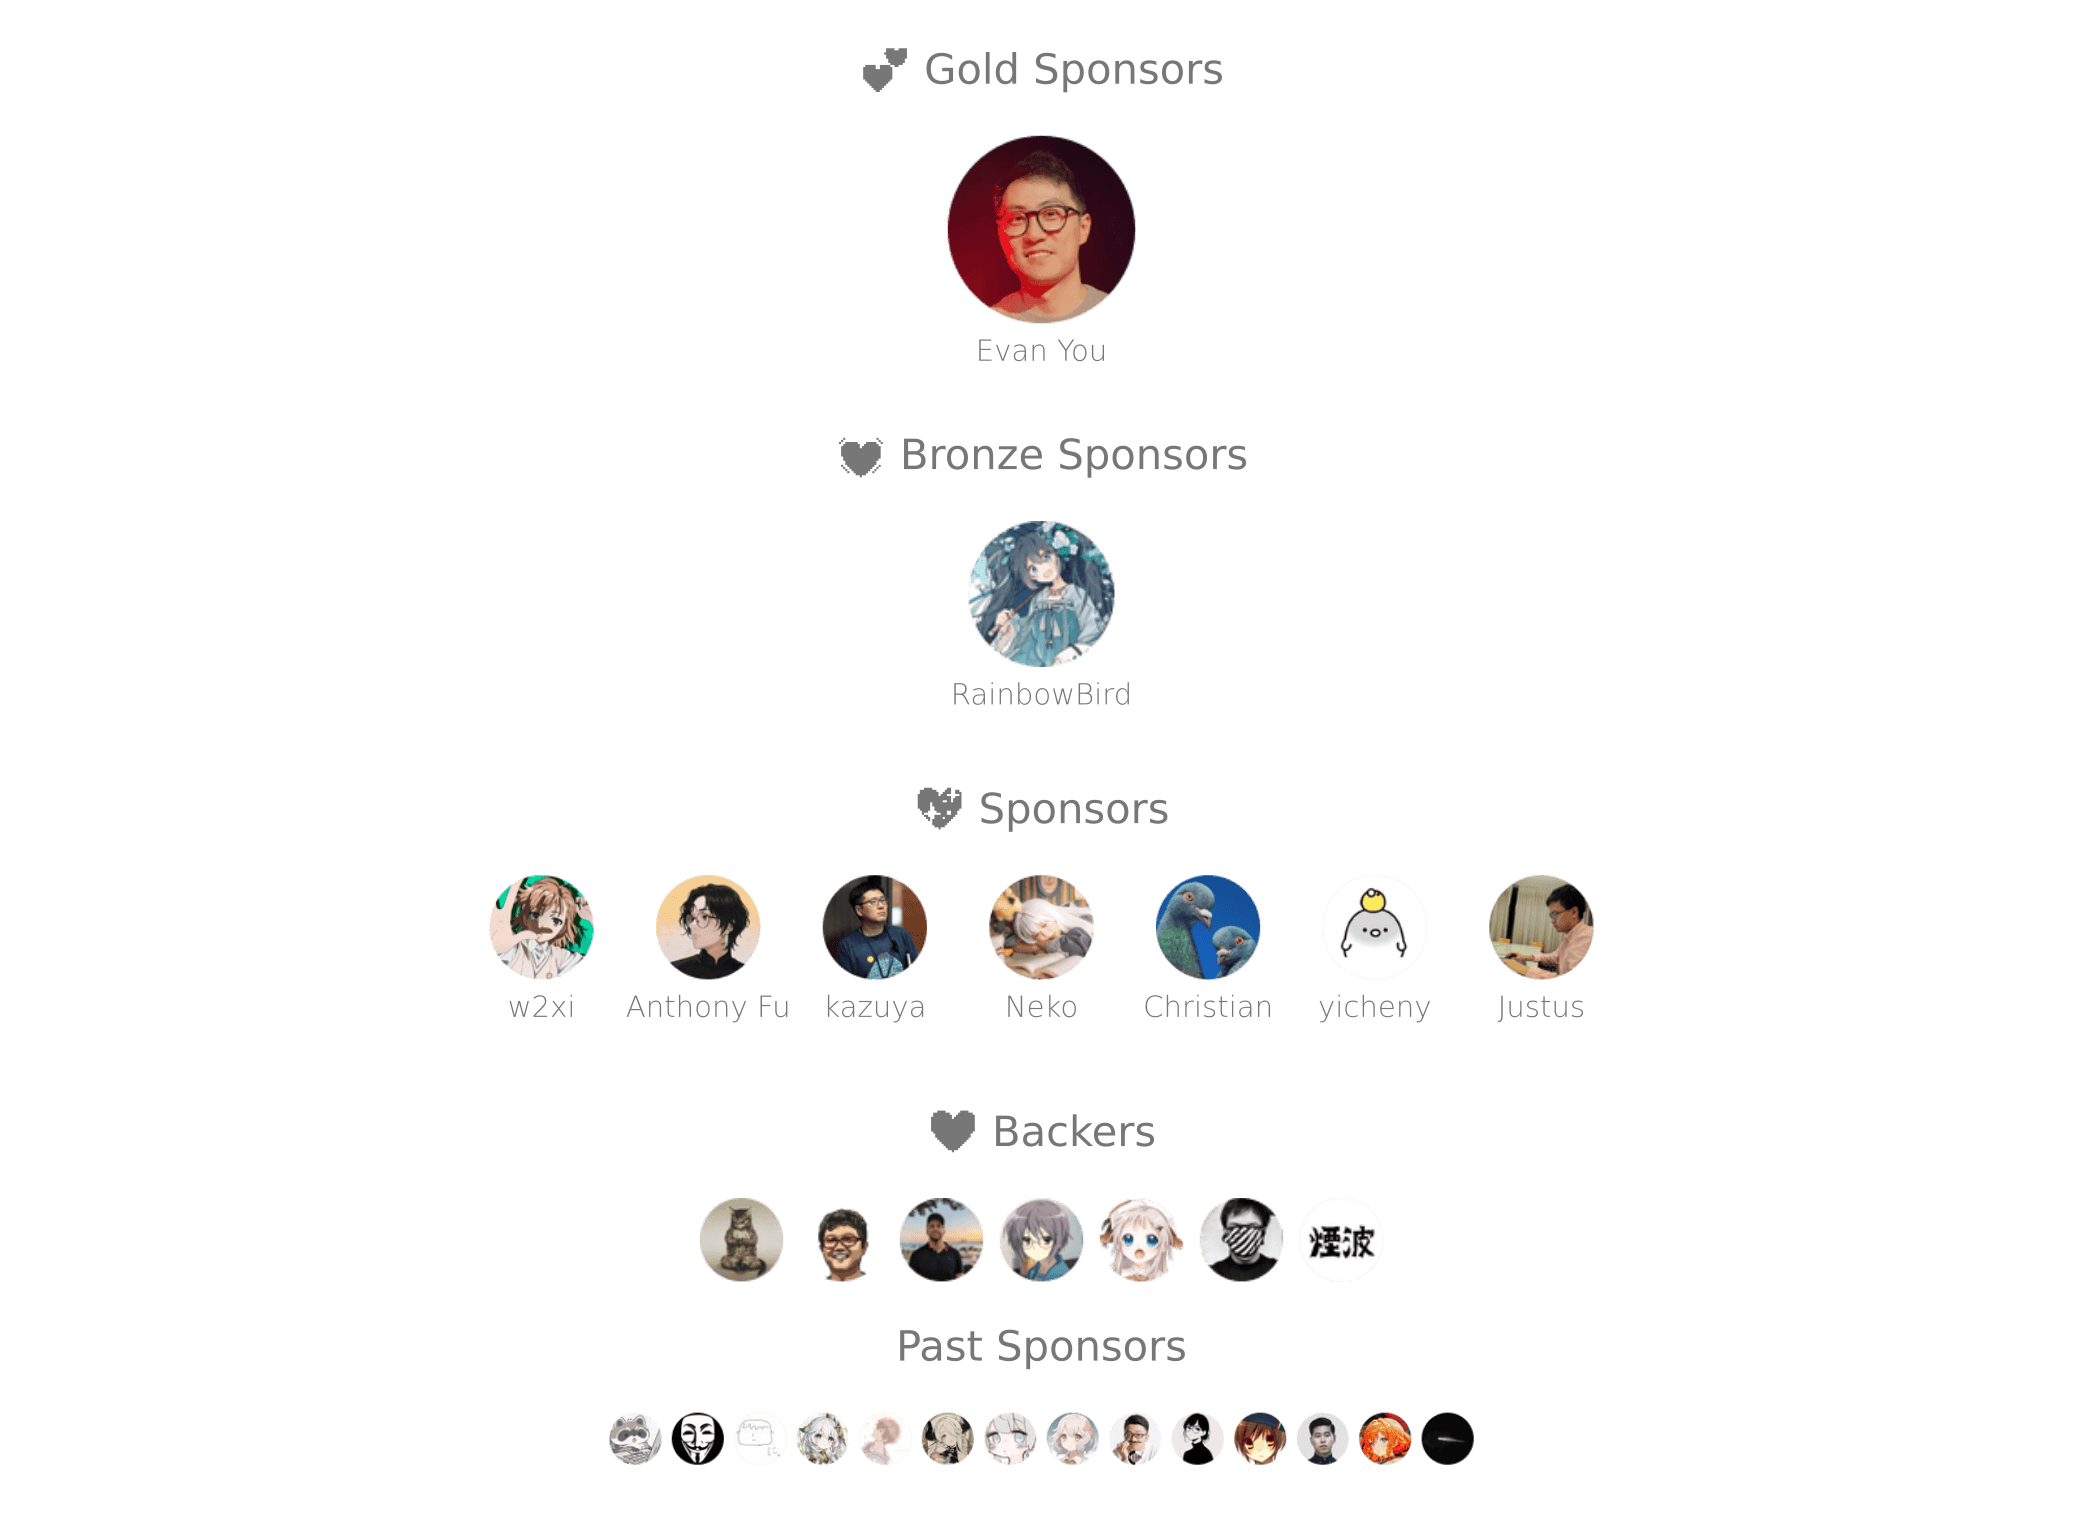 Gold Sponsors
Evan You
Bronze Sponsors
RainbowBird
Sponsors
w2xi Anthony Fu kazuya Neko Christian yicheny Justus
Backers
煙波
Past Sponsors